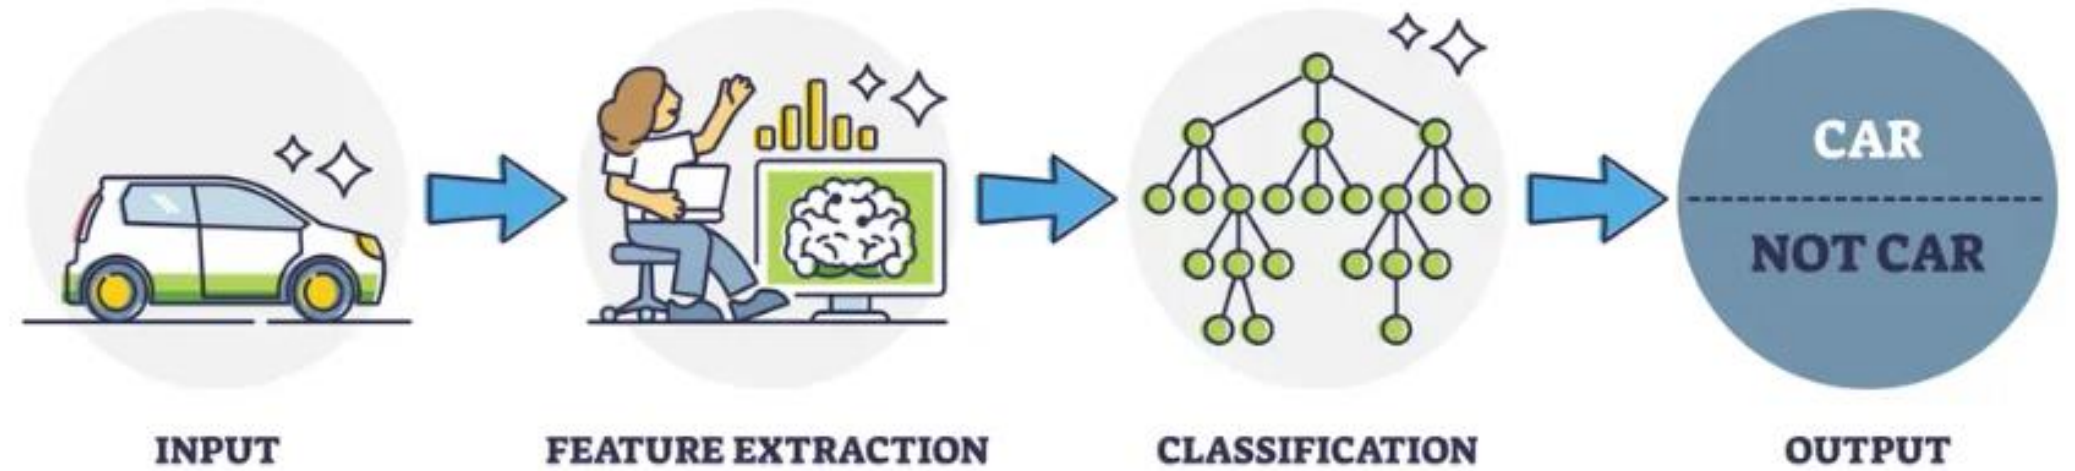 CAR
NOT CAR
INPUT
FEATURE EXTRACTION
CLASSIFICATION
OUTPUT